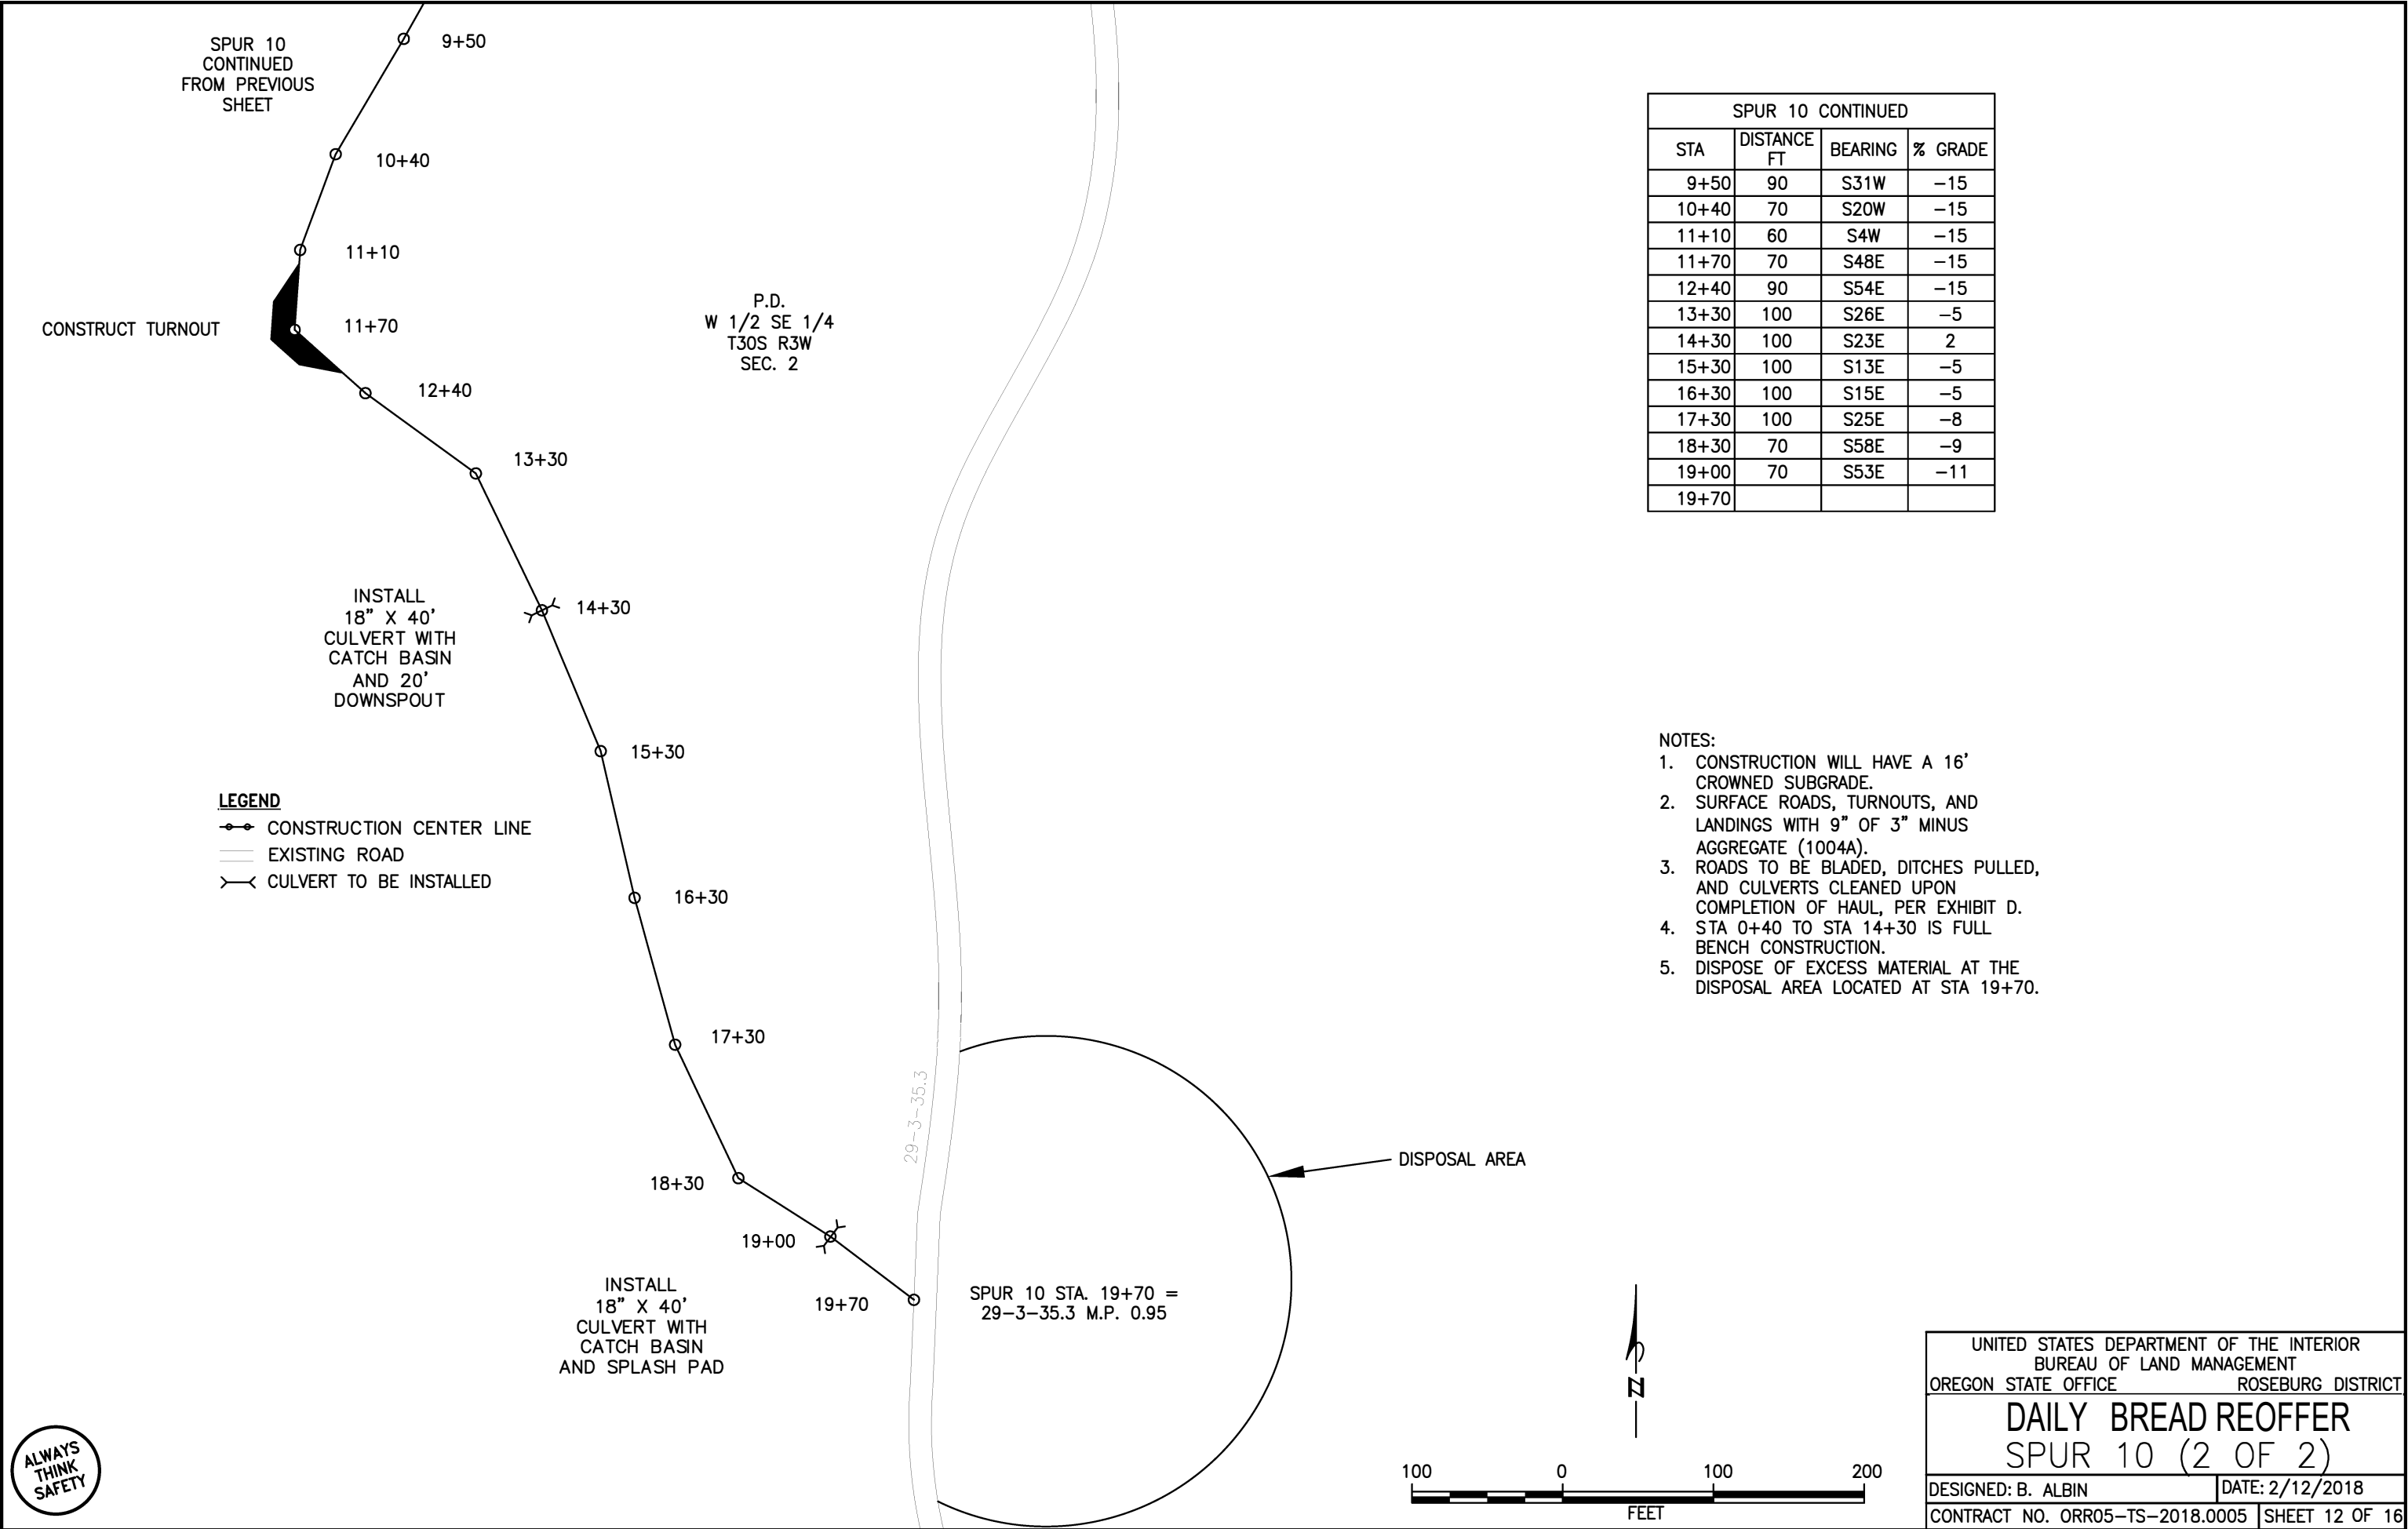 SPUR 10
CONTINUED
FROM PREVIOUS
SHEET
9+50
10+40
11+10
CONSTRUCT TURNOUT
11+70
12+40
13+30
P.D.
W 1/2 SE 1/4
T30S R3W
SEC. 2
INSTALL
18” X 40’
CULVERT WITH
CATCH BASIN
AND 20’
DOWNSPOUT
14+30
15+30
LEGEND
CONSTRUCTION CENTER LINE
EXISTING ROAD
CULVERT TO BE INSTALLED
16+30
17+30
29-3-35.3
18+30
19+00
19+70
INSTALL
18” X 40’
CULVERT WITH
CATCH BASIN
AND SPLASH PAD
SPUR 10 STA. 19+70 =
29-3-35.3 M.P. 0.95
DISPOSAL AREA
SPUR 10 CONTINUED
STA DISTANCE FT BEARING % GRADE
9+50 90 S31W -15
10+40 70 S20W -15
11+10 60 S4W -15
11+70 70 S48E -15
12+40 90 S54E -15
13+30 100 S26E -5
14+30 100 S23E 2
15+30 100 S13E -5
16+30 100 S15E -5
17+30 100 S25E -8
18+30 70 S58E -9
19+00 70 S53E -11
19+70
NOTES:
1. CONSTRUCTION WILL HAVE A 16’
CROWNED SUBGRADE.
2. SURFACE ROADS, TURNOUTS, AND
LANDINGS WITH 9” OF 3” MINUS
AGGREGATE (1004A).
3. ROADS TO BE BLADED, DITCHES PULLED,
AND CULVERTS CLEANED UPON
COMPLETION OF HAUL, PER EXHIBIT D.
4. STA 0+40 TO STA 14+30 IS FULL
BENCH CONSTRUCTION.
5. DISPOSE OF EXCESS MATERIAL AT THE
DISPOSAL AREA LOCATED AT STA 19+70.
N
100 0 100 200
FEET
ALWAYS
THINK
SAFETY
UNITED STATES DEPARTMENT OF THE INTERIOR
BUREAU OF LAND MANAGEMENT
OREGON STATE OFFICE ROSEBURG DISTRICT
DAILY BREAD REOFFER
SPUR 10 (2 OF 2)
DESIGNED: B. ALBIN DATE: 2/12/2018
CONTRACT NO. ORR05-TS-2018.0005 SHEET 12 OF 16